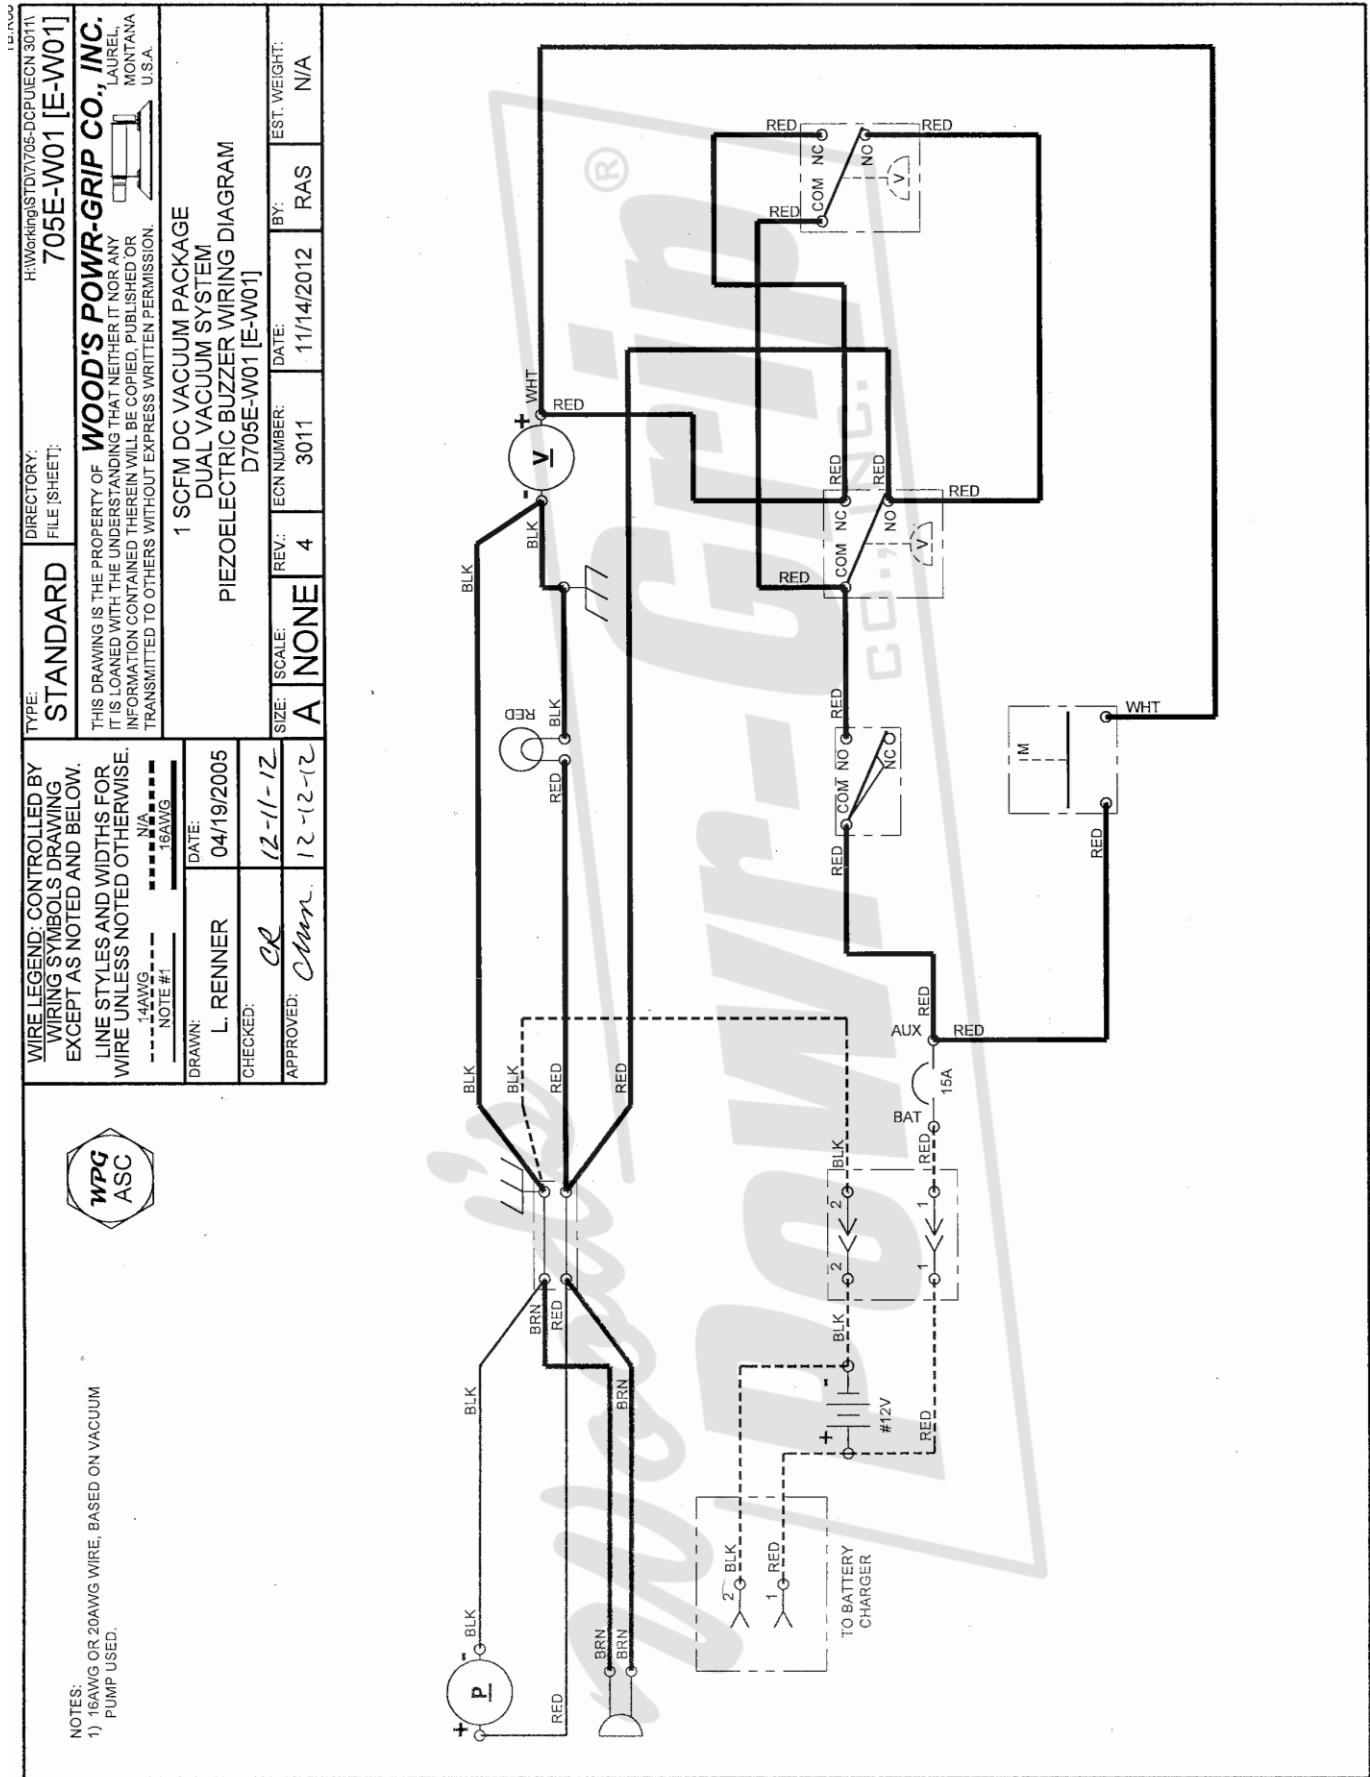 NOTES:
1) 16AWG OR 20AWG WIRE, BASED ON VACUUM
PUMP USED.
WPG
ASC
WIRE LEGEND: CONTROLLED BY
WIRING SYMBOLS DRAWING
EXCEPT AS NOTED AND BELOW.
LINE STYLES AND WIDTHS FOR
WIRE UNLESS NOTED OTHERWISE.
14AWG N/A
NOTE #1 16AWG
DRAWN:
L. RENNER
DATE:
04/19/2005
CHECKED:
CR
12-11-12
APPROVED:
12-12-12
TYPE:
STANDARD
DIRECTORY:
H:\Working\STD\7\705-DCPU\ECN 3011\
FILE [SHEET]:
705E-W01 [E-W01]
THIS DRAWING IS THE PROPERTY OF WOOD'S POWR-GRIP CO., INC.
IT IS LOANED WITH THE UNDERSTANDING THAT NEITHER IT NOR ANY
INFORMATION CONTAINED THEREIN WILL BE COPIED, PUBLISHED OR
TRANSMITTED TO OTHERS WITHOUT EXPRESS WRITTEN PERMISSION.
LAUREL,
MONTANA
U.S.A.
1 SCFM DC VACUUM PACKAGE
DUAL VACUUM SYSTEM
PIEZOELECTRIC BUZZER WIRING DIAGRAM
D705E-W01 [E-W01]
SIZE:
A
SCALE:
NONE
REV.:
4
ECN NUMBER:
3011
DATE:
11/14/2012
BY:
RAS
EST. WEIGHT:
N/A
+
P
-
BLK
BLK
RED
BRN
BRN
BRN
BRN
RED
BLK
BLK
RED
RED
BLK
RED
RED
BLK
BLK
BLK
-
V
+
WHT
RED
2
BLK
1
RED
TO BATTERY
CHARGER
+
-
#12V
BLK
RED
2
2
1
1
BLK
RED
BAT
15A
AUX
RED
RED
RED
COM
NO
NC
RED
RED
COM
NC
NO
V
RED
RED
RED
RED
COM
NC
NO
V
RED
RED
RED
M
WHT
Wood's
Powr-Grip
®
CO., INC.